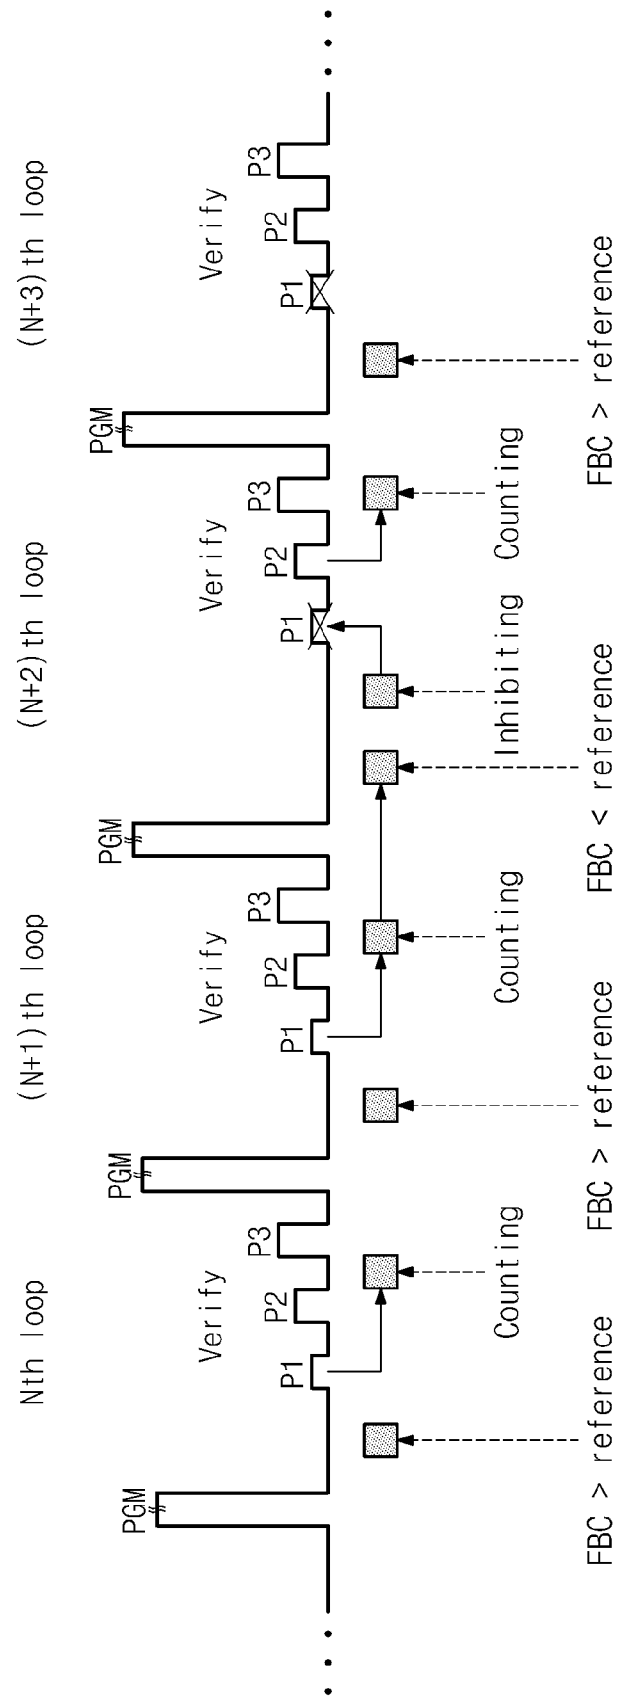 Nth loop
(N+1)th loop
(N+2)th loop
(N+3)th loop
PGM
Verify
P1
P2
P3
PGM
Verify
P1
P2
P3
PGM
Verify
P1
P2
P3
PGM
Verify
P1
P2
P3
Counting
Counting
Inhibiting
Counting
FBC > reference
FBC > reference
FBC < reference
FBC > reference